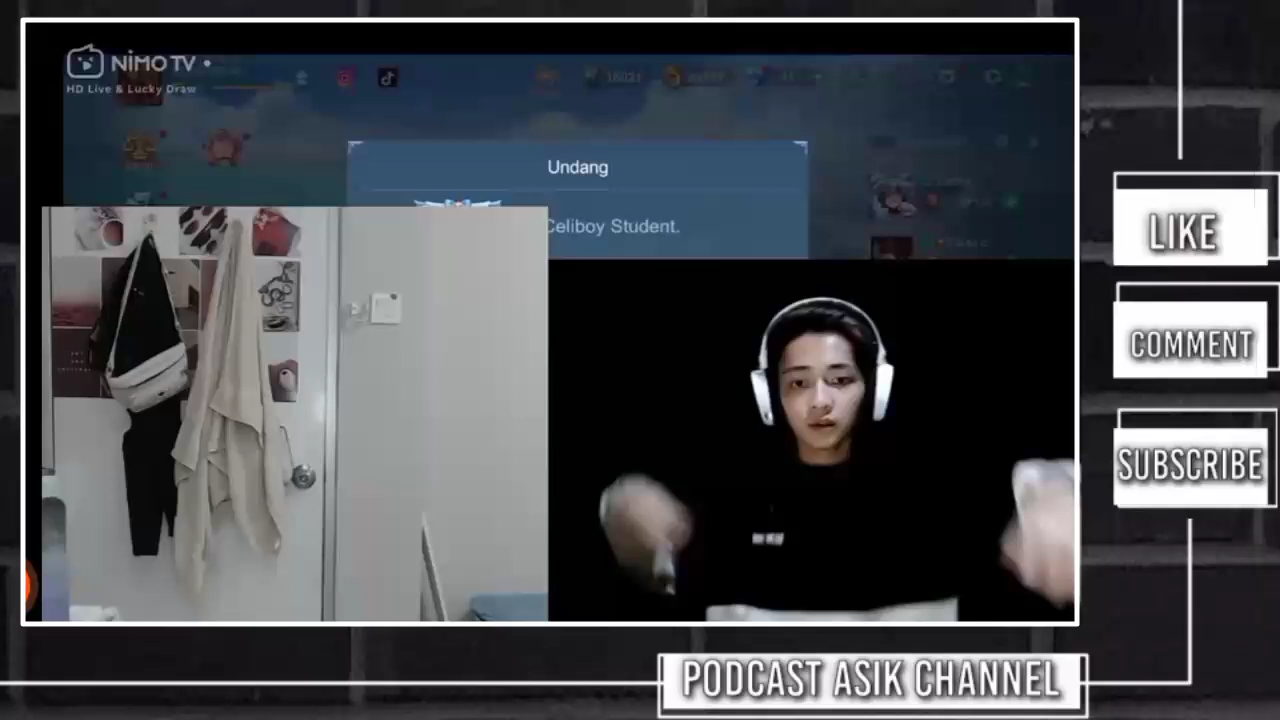 NIMO TV
HD Live & Lucky Draw
Undang
Celiboy Student.
LIKE
COMMENT
SUBSCRIBE
PODCAST ASIK CHANNEL